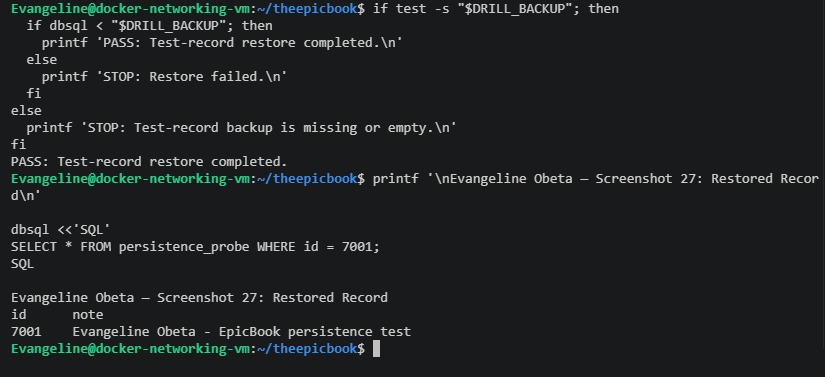 Evangeline@docker-networking-vm:~/theepicbook$ if test -s "$DRILL_BACKUP"; then
  if dbsql < "$DRILL_BACKUP"; then
    printf 'PASS: Test-record restore completed.\n'
  else
    printf 'STOP: Restore failed.\n'
  fi
else
  printf 'STOP: Test-record backup is missing or empty.\n'
fi
PASS: Test-record restore completed.
Evangeline@docker-networking-vm:~/theepicbook$ printf '\nEvangeline Obeta — Screenshot 27: Restored Recor
d\n'

dbsql <<'SQL'
SELECT * FROM persistence_probe WHERE id = 7001;
SQL

Evangeline Obeta — Screenshot 27: Restored Record
id      note
7001    Evangeline Obeta - EpicBook persistence test
Evangeline@docker-networking-vm:~/theepicbook$